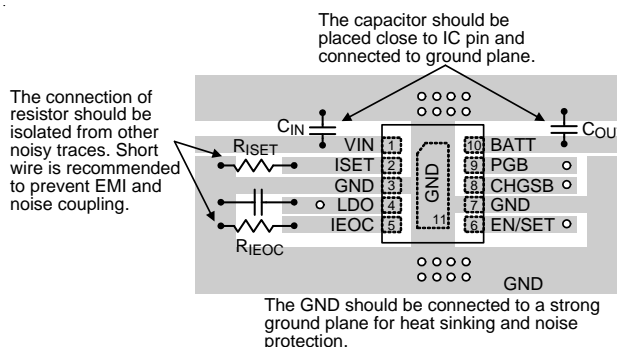 The capacitor should be
placed close to IC pin and
connected to ground plane.
The connection of
resistor should be
isolated from other
noisy traces. Short
wire is recommended
to prevent EMI and
noise coupling.
CIN
COU
RISET
VIN 1
10 BATT
ISET 2
9 PGB
GND 3
8 CHGSB
LDO 4
7 GND
IEOC 5
6 EN/SET
GND
11
RIEOC
GND
The GND should be connected to a strong
ground plane for heat sinking and noise
protection.